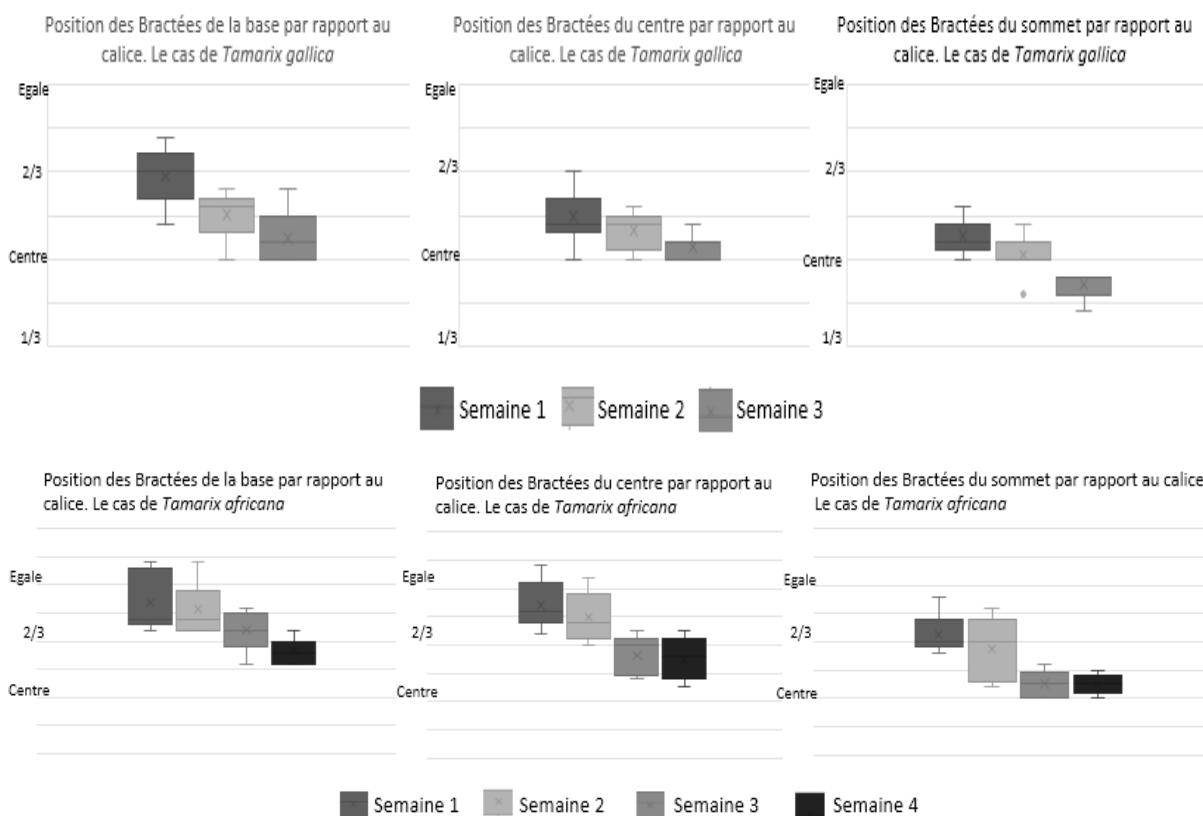 Position des Bractées de la base par rapport au
calice. Le cas de Tamarix gallica
Egale
2/3
Centre
1/3
Position des Bractées du centre par rapport au
calice. Le cas de Tamarix gallica
Egale
2/3
Centre
1/3
Position des Bractées du sommet par rapport au
calice. Le cas de Tamarix gallica
Egale
2/3
Centre
1/3
Semaine 1 Semaine 2 Semaine 3
Position des Bractées de la base par rapport au
calice. Le cas de Tamarix africana
Egale
2/3
Centre
Position des Bractées du centre par rapport au
calice. Le cas de Tamarix africana
Egale
2/3
Centre
Position des Bractées du sommet par rapport au calice
Le cas de Tamarix africana
Egale
2/3
Centre
Semaine 1 Semaine 2 Semaine 3 Semaine 4